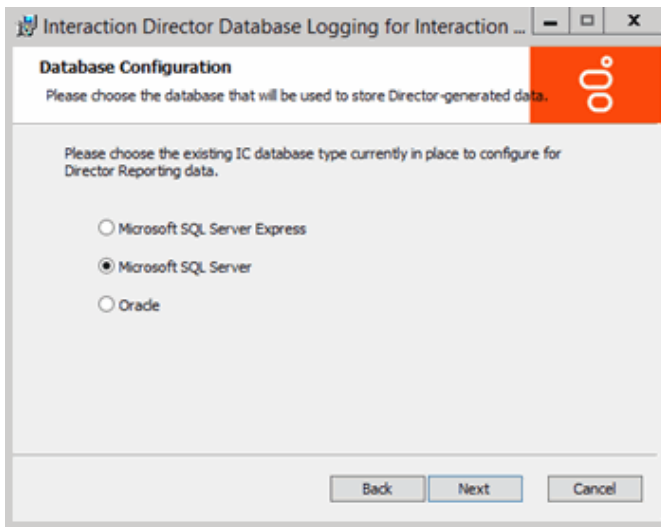 Interaction Director Database Logging for Interaction ...
Database Configuration
Please choose the database that will be used to store Director-generated data.
Please choose the existing IC database type currently in place to configure for
Director Reporting data.
Microsoft SQL Server Express
Microsoft SQL Server
Oracle
Back
Next
Cancel